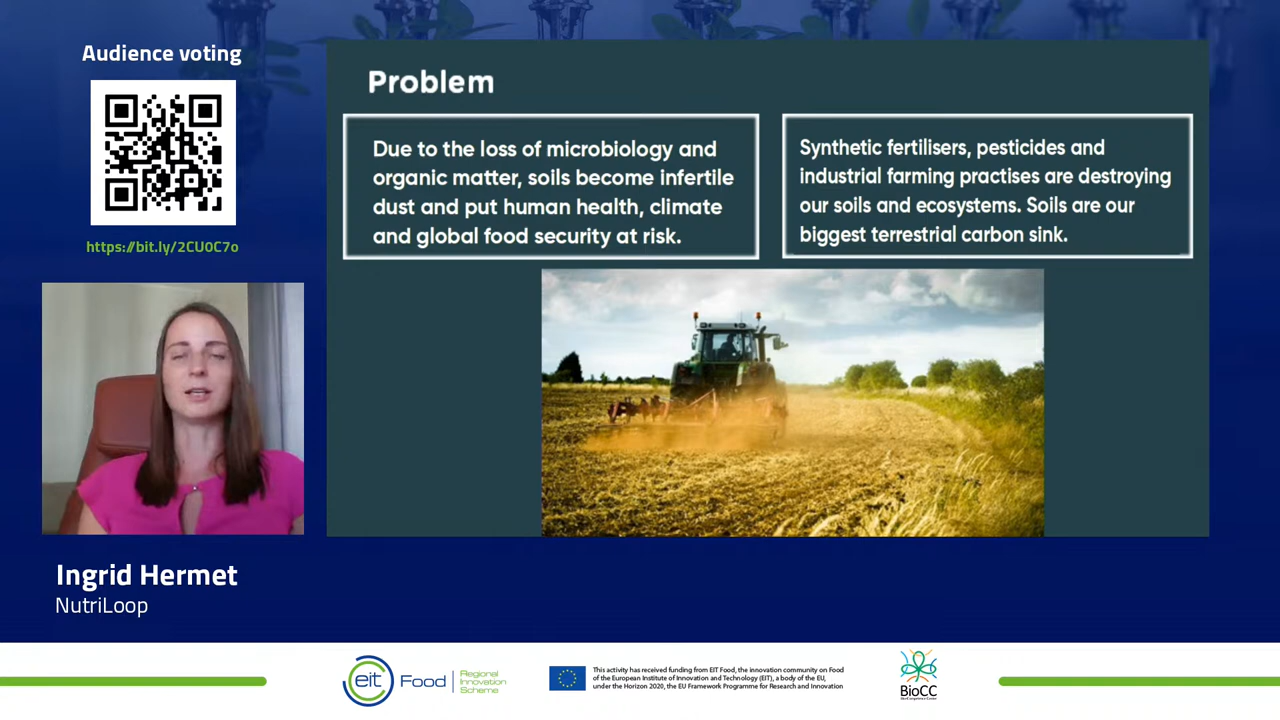 Audience voting
https://bit.ly/2CUOC7o
Problem
Due to the loss of microbiology and
organic matter, soils become infertile
dust and put human health, climate
and global food security at risk.
Synthetic fertilisers, pesticides and
industrial farming practises are destroying
our soils and ecosystems. Soils are our
biggest terrestrial carbon sink.
Ingrid Hermet
NutriLoop
eit Food
Regional
Innovation
Scheme
This activity has received funding from EIT Food, the innovation community on Food
of the European Institute of Innovation and Technology (EIT), a body of the EU,
under the Horizon 2020, the EU Framework Programme for Research and Innovation
BioCC